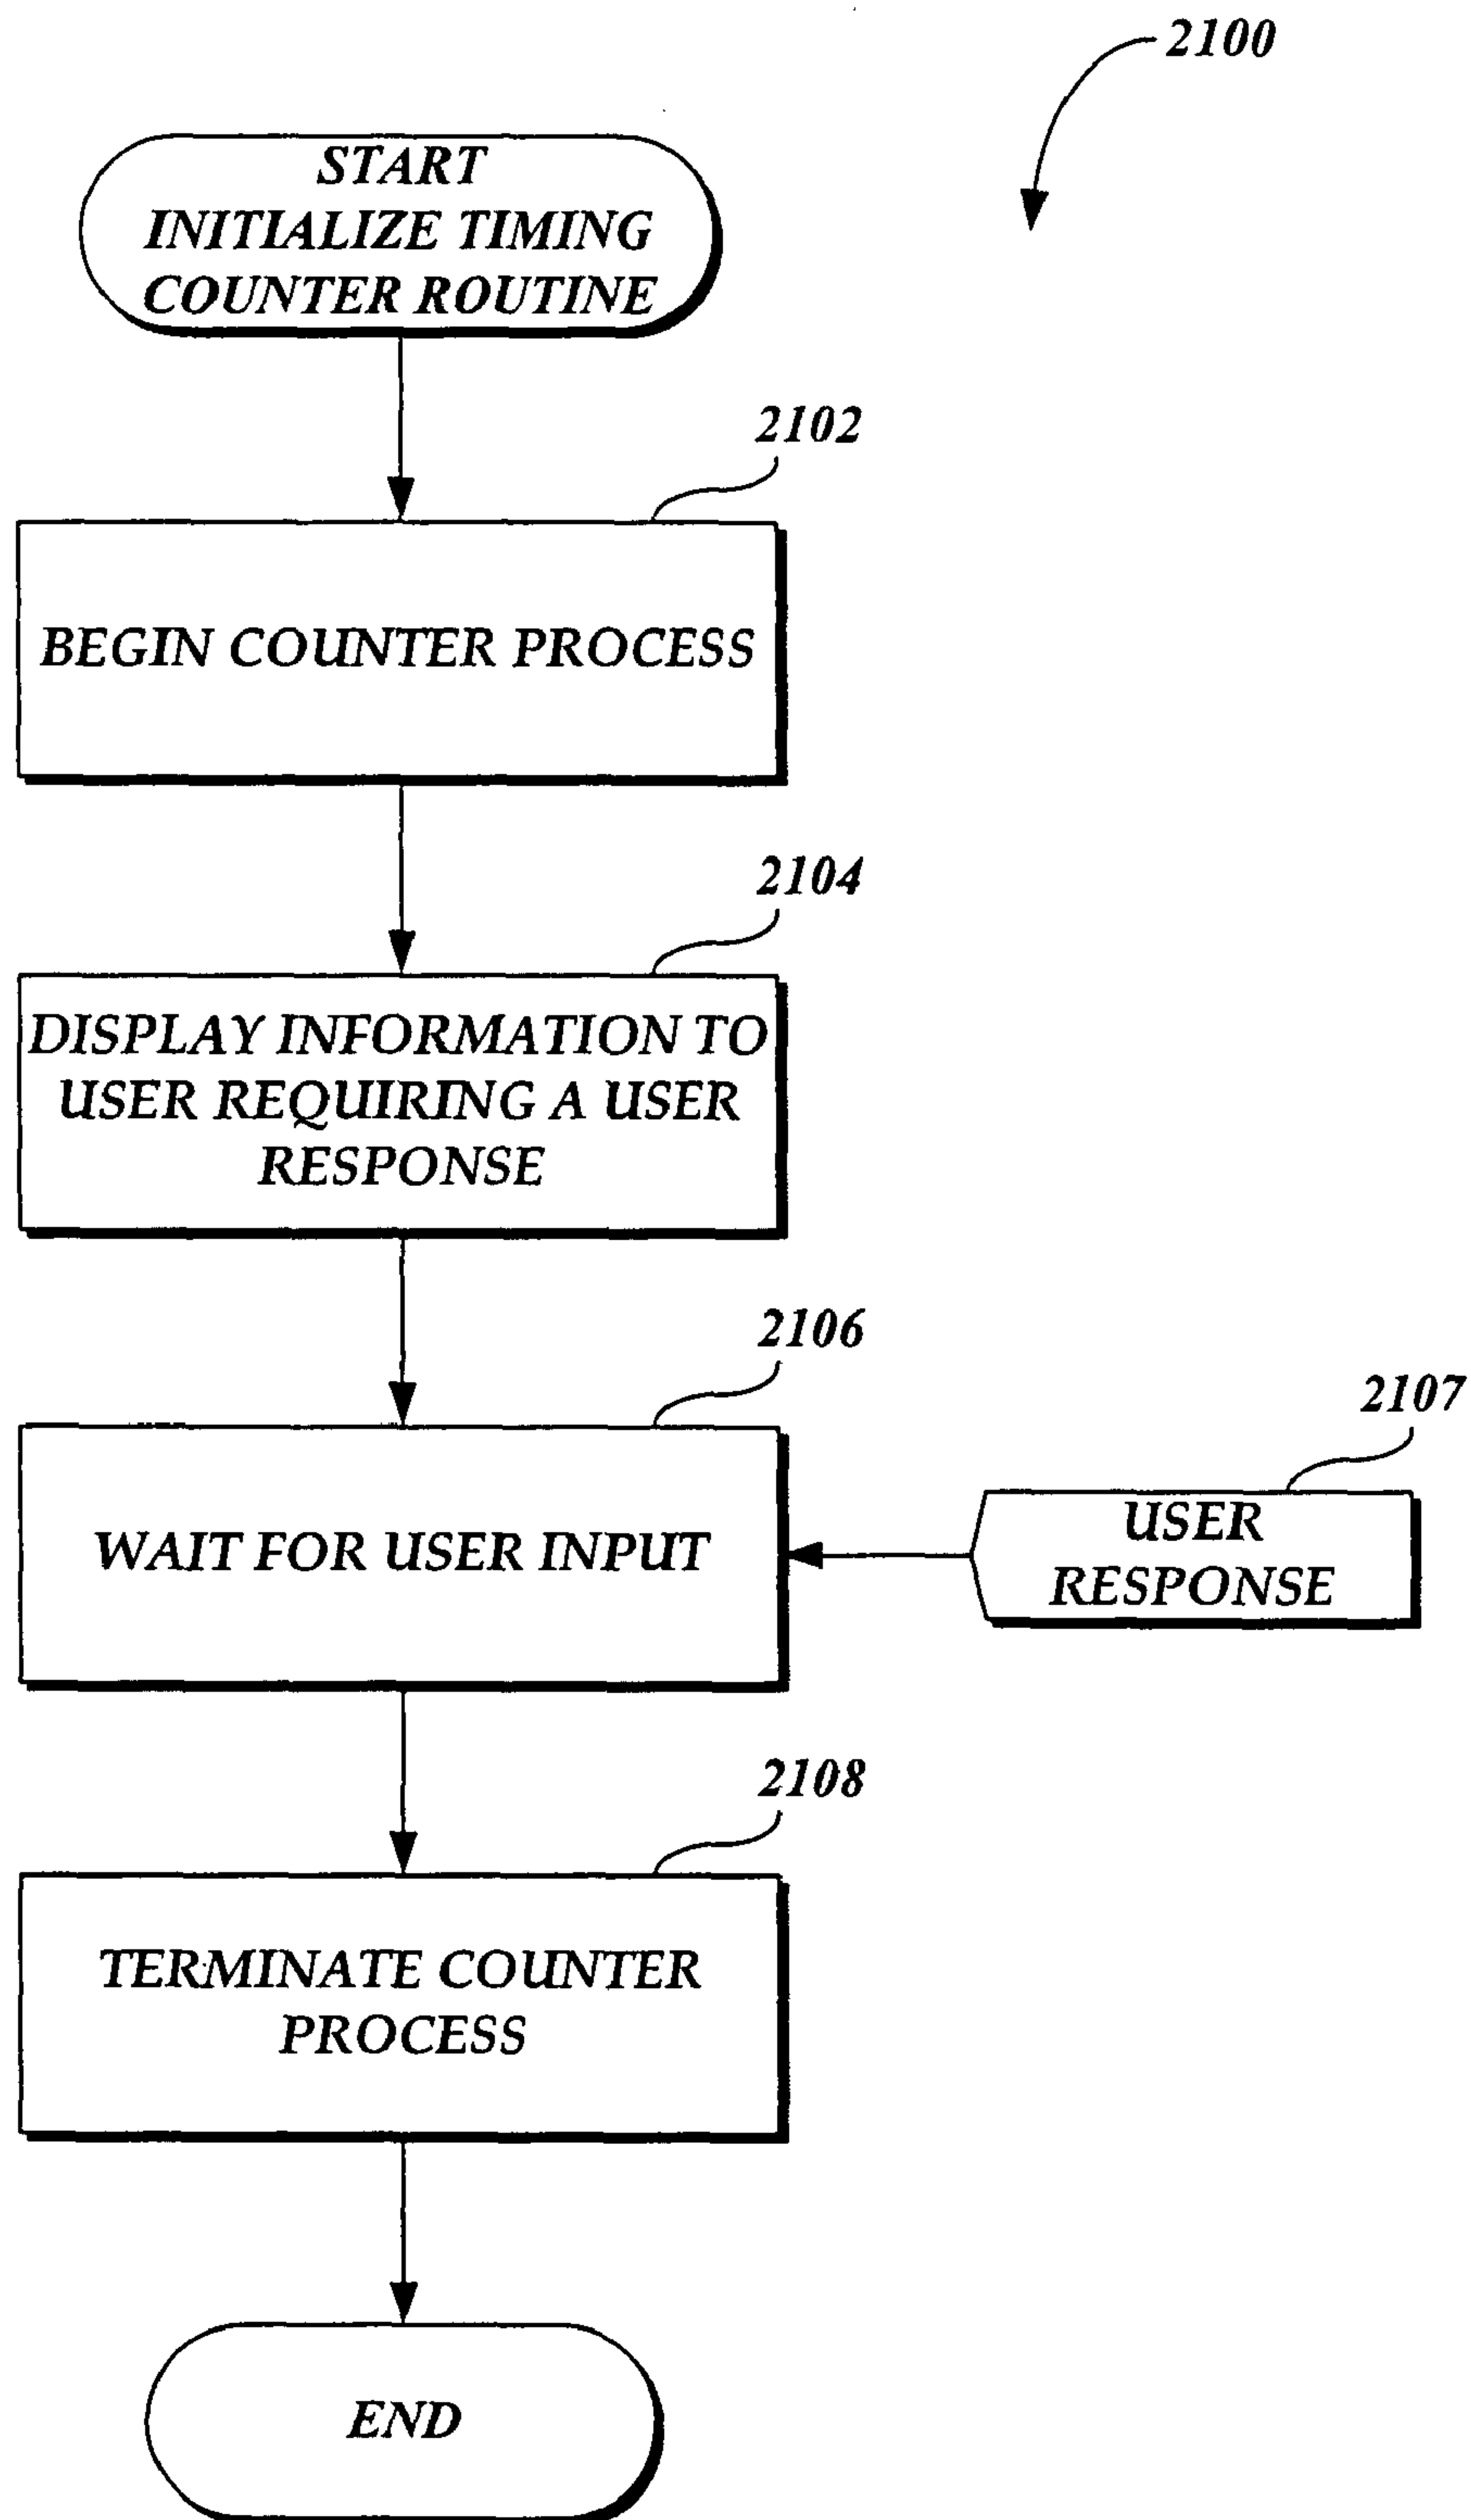 2100
START
INITIALIZE TIMING
COUNTER ROUTINE
2102
BEGIN COUNTER PROCESS
2104
DISPLAY INFORMATION TO
USER REQUIRING A USER
RESPONSE
2106
WAIT FOR USER INPUT
2107
USER
RESPONSE
2108
TERMINATE COUNTER
PROCESS
END